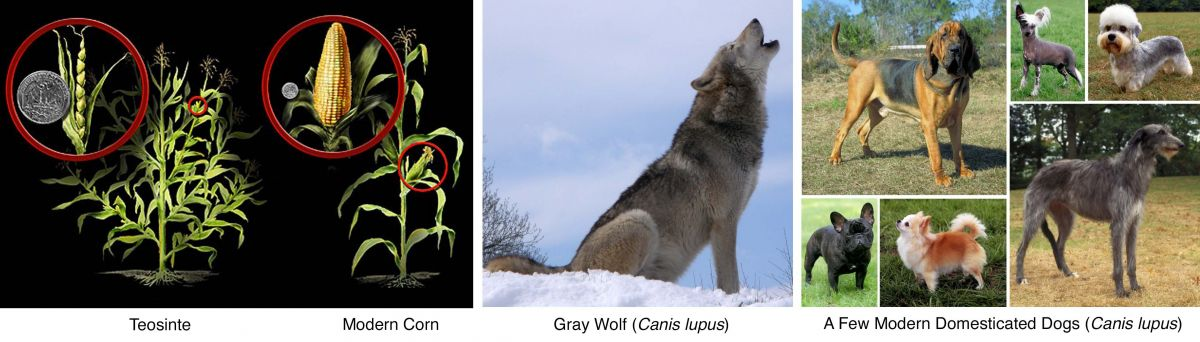 Teosinte
Modern Corn
Gray Wolf (Canis lupus)
A Few Modern Domesticated Dogs (Canis lupus)